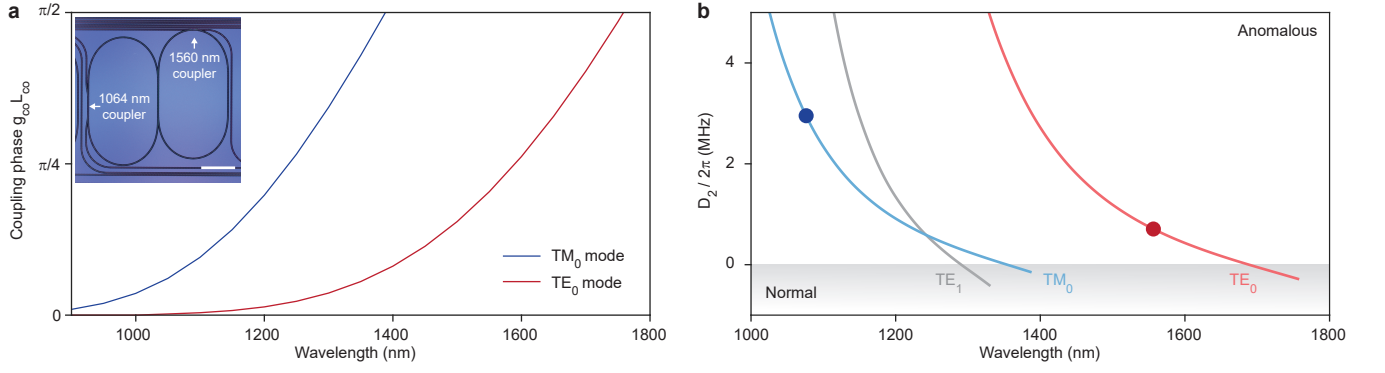 a
π/2
π/4
0
Coupling phase g_co L_co
1560 nm
coupler
1064 nm
coupler
TM_0 mode
TE_0 mode
1000
1200
1400
1600
1800
Wavelength (nm)
b
4
2
0
D_2 / 2π (MHz)
Anomalous
Normal
TE_1
TM_0
TE_0
1000
1200
1400
1600
1800
Wavelength (nm)